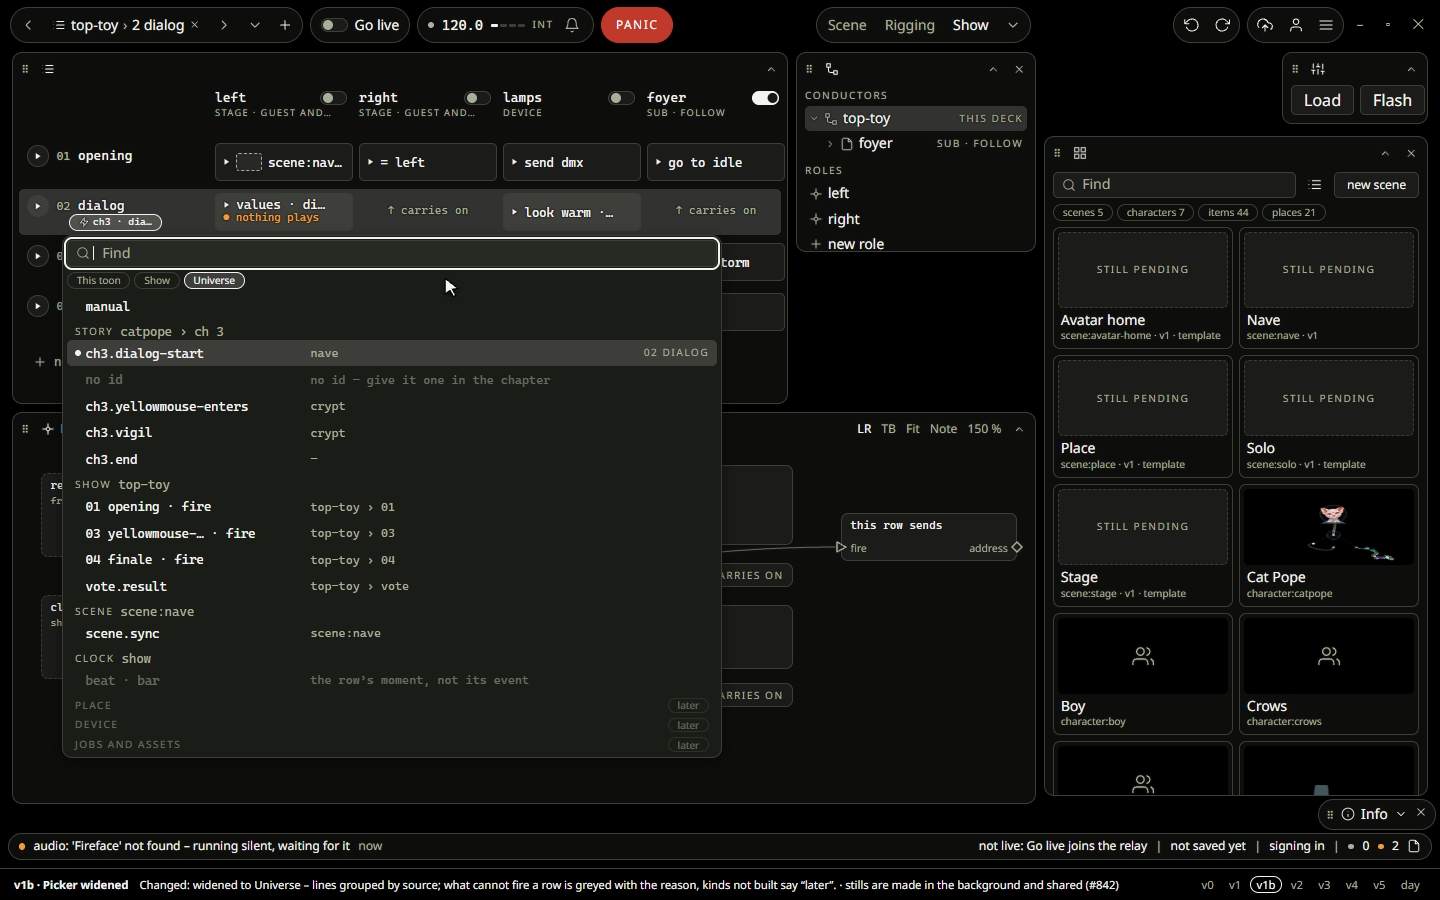 top-toy › 2 dialog ×
Go live
120.0
INT
PANIC
Scene
Rigging
Show
left
STAGE · GUEST AND…
right
STAGE · GUEST AND…
lamps
DEVICE
foyer
SUB · FOLLOW
01 opening
scene:nav…
= left
send dmx
go to idle
02 dialog
ch3 · dia…
values · di…
nothing plays
↑ carries on
look warm ·…
↑ carries on
Find
This toon
Show
Universe
manual
STORY catpope › ch 3
ch3.dialog-start
nave
02 DIALOG
no id
no id – give it one in the chapter
ch3.yellowmouse-enters
crypt
ch3.vigil
crypt
ch3.end
–
SHOW top-toy
01 opening · fire
top-toy › 01
03 yellowmouse-… · fire
top-toy › 03
04 finale · fire
top-toy › 04
vote.result
top-toy › vote
SCENE scene:nave
scene.sync
scene:nave
CLOCK show
beat · bar
the row's moment, not its event
PLACE
later
DEVICE
later
JOBS AND ASSETS
later
torm
LR
TB
Fit
Note
150 %
this row sends
fire
address
ARRIES ON
ARRIES ON
CONDUCTORS
top-toy
THIS DECK
foyer
SUB · FOLLOW
ROLES
left
right
new role
Load
Flash
Find
new scene
scenes 5
characters 7
items 44
places 21
STILL PENDING
Avatar home
scene:avatar-home · v1 · template
STILL PENDING
Nave
scene:nave · v1
STILL PENDING
Place
scene:place · v1 · template
STILL PENDING
Solo
scene:solo · v1 · template
STILL PENDING
Stage
scene:stage · v1 · template
Cat Pope
character:catpope
Boy
character:boy
Crows
character:crows
Info
audio: 'Fireface' not found – running silent, waiting for it now
not live: Go live joins the relay | not saved yet | signing in | 0 2
v1b · Picker widened Changed: widened to Universe – lines grouped by source; what cannot fire a row is greyed with the reason, kinds not built say “later”. · stills are made in the background and shared (#842)
v0
v1
v1b
v2
v3
v4
v5
day